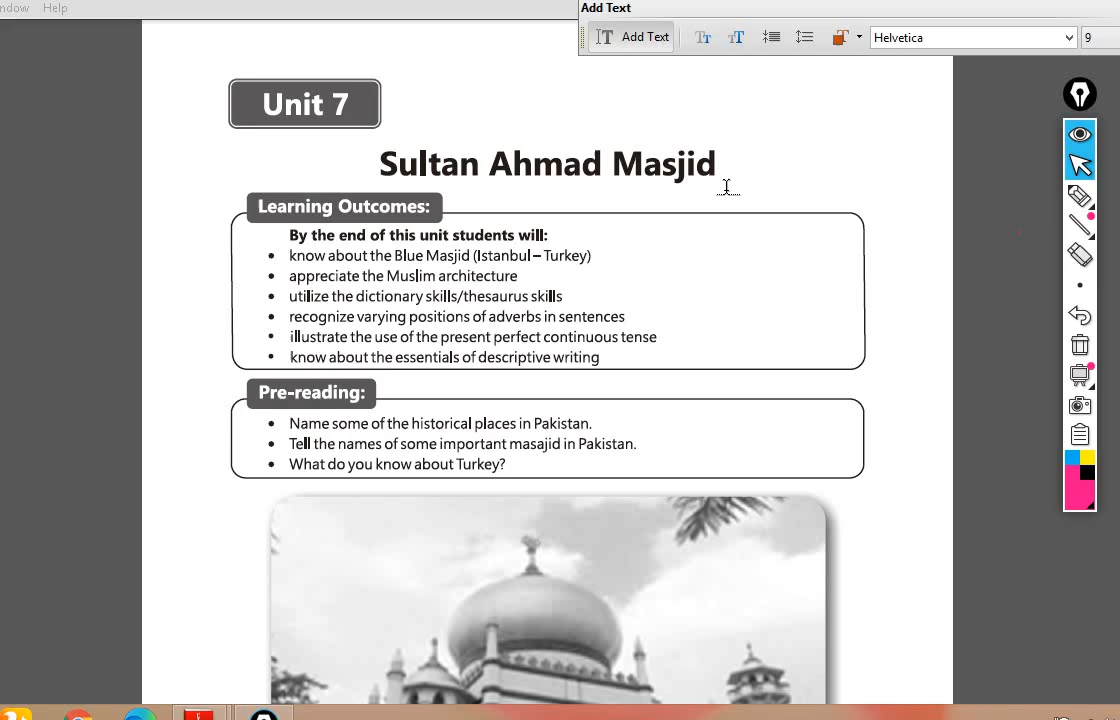 ndow Help
Add Text
Add Text Helvetica 9
Unit 7
Sultan Ahmad Masjid
Learning Outcomes:
By the end of this unit students will:
• know about the Blue Masjid (Istanbul – Turkey)
• appreciate the Muslim architecture
• utilize the dictionary skills/thesaurus skills
• recognize varying positions of adverbs in sentences
• illustrate the use of the present perfect continuous tense
• know about the essentials of descriptive writing
Pre-reading:
• Name some of the historical places in Pakistan.
• Tell the names of some important masajid in Pakistan.
• What do you know about Turkey?